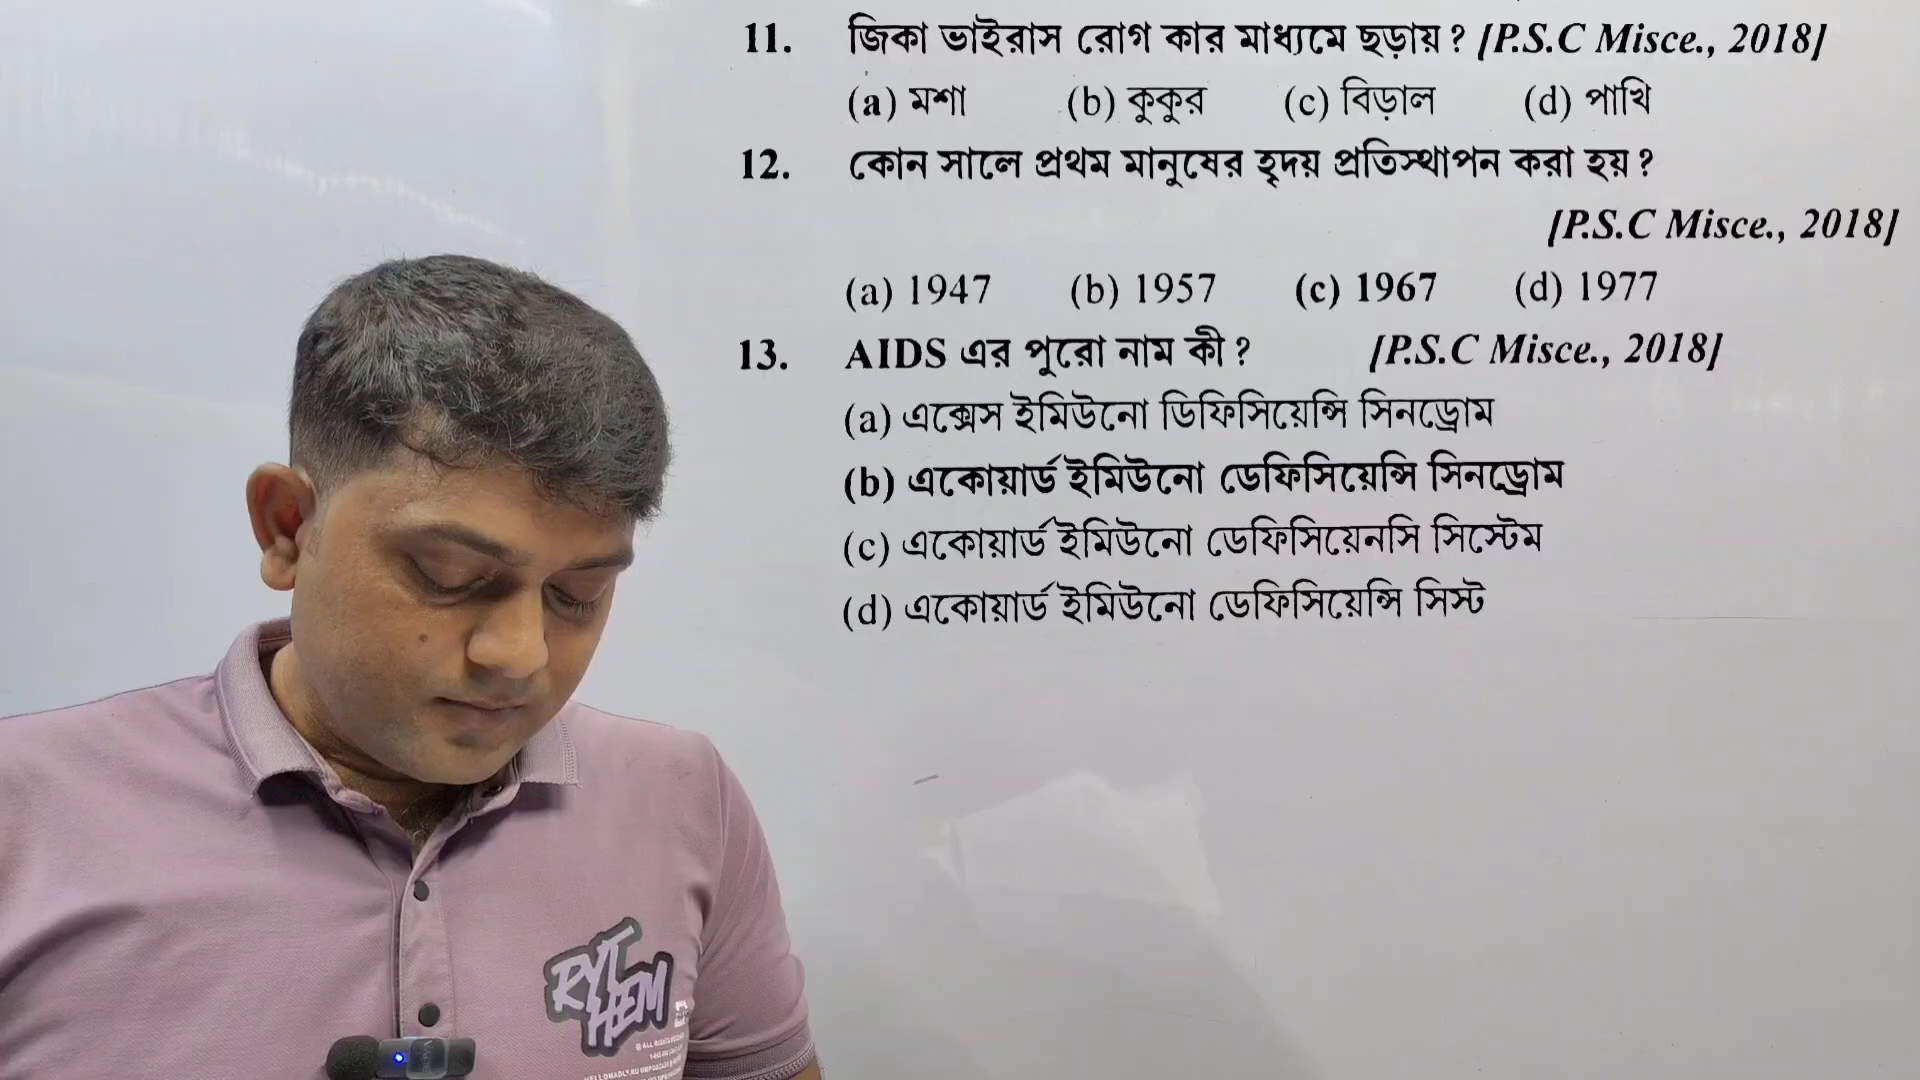 11. জিকা ভাইরাস রোগ কার মাধ্যমে ছড়ায় ? [P.S.C Misce., 2018]
(a) মশা (b) কুকুর (c) বিড়াল (d) পাখি
12. কোন সালে প্রথম মানুষের হৃদয় প্রতিস্থাপন করা হয় ?
[P.S.C Misce., 2018]
(a) 1947 (b) 1957 (c) 1967 (d) 1977
13. AIDS এর পুরো নাম কী ? [P.S.C Misce., 2018]
(a) এক্সেস ইমিউনো ডিফিসিয়েন্সি সিনড্রোম
(b) একোয়ার্ড ইমিউনো ডেফিসিয়েন্সি সিনড্রোম
(c) একোয়ার্ড ইমিউনো ডেফিসিয়েনসি সিস্টেম
(d) একোয়ার্ড ইমিউনো ডেফিসিয়েন্সি সিস্ট
RYT
HEM